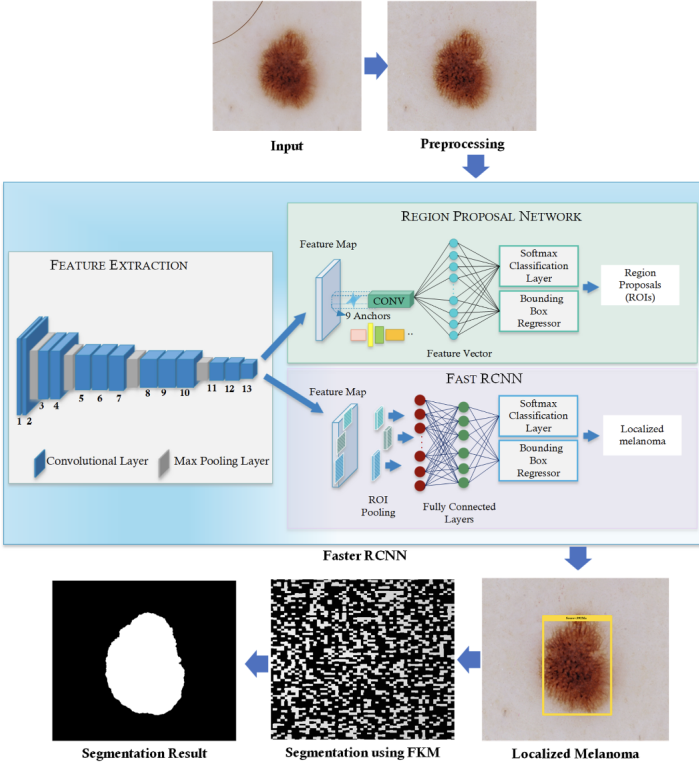 Input
Preprocessing
REGION PROPOSAL NETWORK
Feature Map
CONV
9 Anchors
..
Feature Vector
Softmax
Classification
Layer
Bounding
Box
Regressor
Region
Proposals
(ROIs)
FEATURE EXTRACTION
1 2 3 4 5 6 7 8 9 10 11 12 13
Convolutional Layer
Max Pooling Layer
FAST RCNN
Feature Map
ROI
Pooling
Fully Connected
Layers
Softmax
Classification
Layer
Bounding
Box
Regressor
Localized
melanoma
Faster RCNN
Segmentation Result
Segmentation using FKM
Localized Melanoma